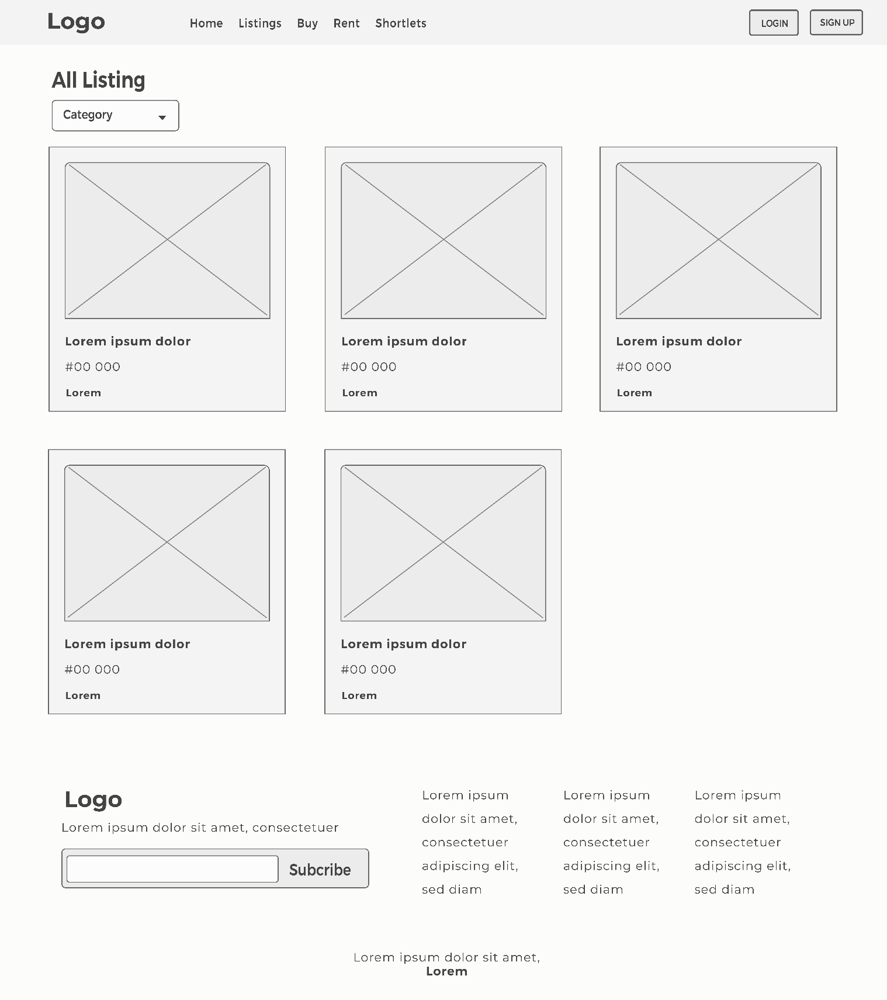 Logo
Home Listings Buy Rent Shortlets
LOGIN SIGN UP
All Listing
Category
Lorem ipsum dolor
#00 000
Lorem
Lorem ipsum dolor
#00 000
Lorem
Lorem ipsum dolor
#00 000
Lorem
Lorem ipsum dolor
#00 000
Lorem
Lorem ipsum dolor
#00 000
Lorem
Logo
Lorem ipsum dolor sit amet, consectetuer
Subcribe
Lorem ipsum
dolor sit amet,
consectetuer
adipiscing elit,
sed diam
Lorem ipsum
dolor sit amet,
consectetuer
adipiscing elit,
sed diam
Lorem ipsum
dolor sit amet,
consectetuer
adipiscing elit,
sed diam
Lorem ipsum dolor sit amet,
Lorem